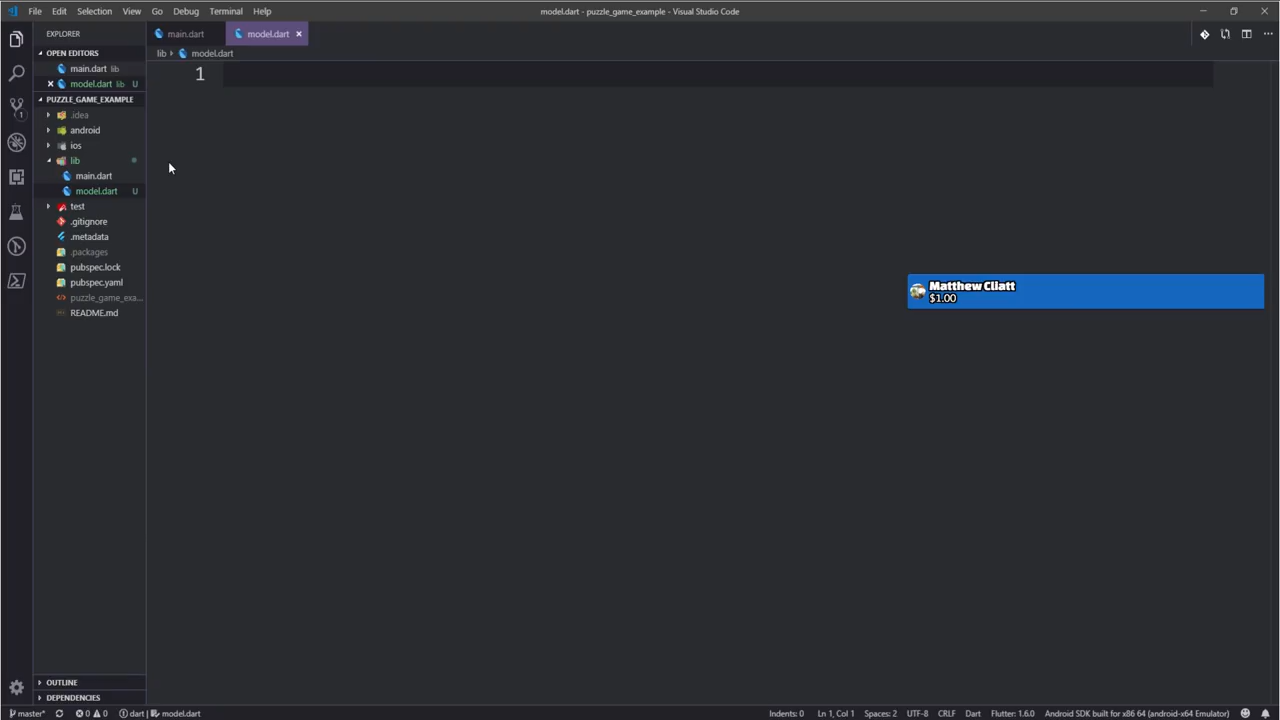 File Edit Selection View Go Debug Terminal Help
model.dart - puzzle_game_example - Visual Studio Code
EXPLORER
main.dart
model.dart
OPEN EDITORS
lib
model.dart
main.dart lib
model.dart lib U
1
PUZZLE_GAME_EXAMPLE
.idea
android
ios
lib
main.dart
model.dart U
test
.gitignore
.metadata
.packages
pubspec.lock
pubspec.yaml
puzzle_game_exa...
README.md
Matthew Cliatt
$1.00
OUTLINE
DEPENDENCIES
master*
0
0
dart
model.dart
Indents: 0
Ln 1, Col 1
Spaces: 2
UTF-8
CRLF
Dart
Flutter: 1.6.0
Android SDK built for x86 64 (android-x64 Emulator)